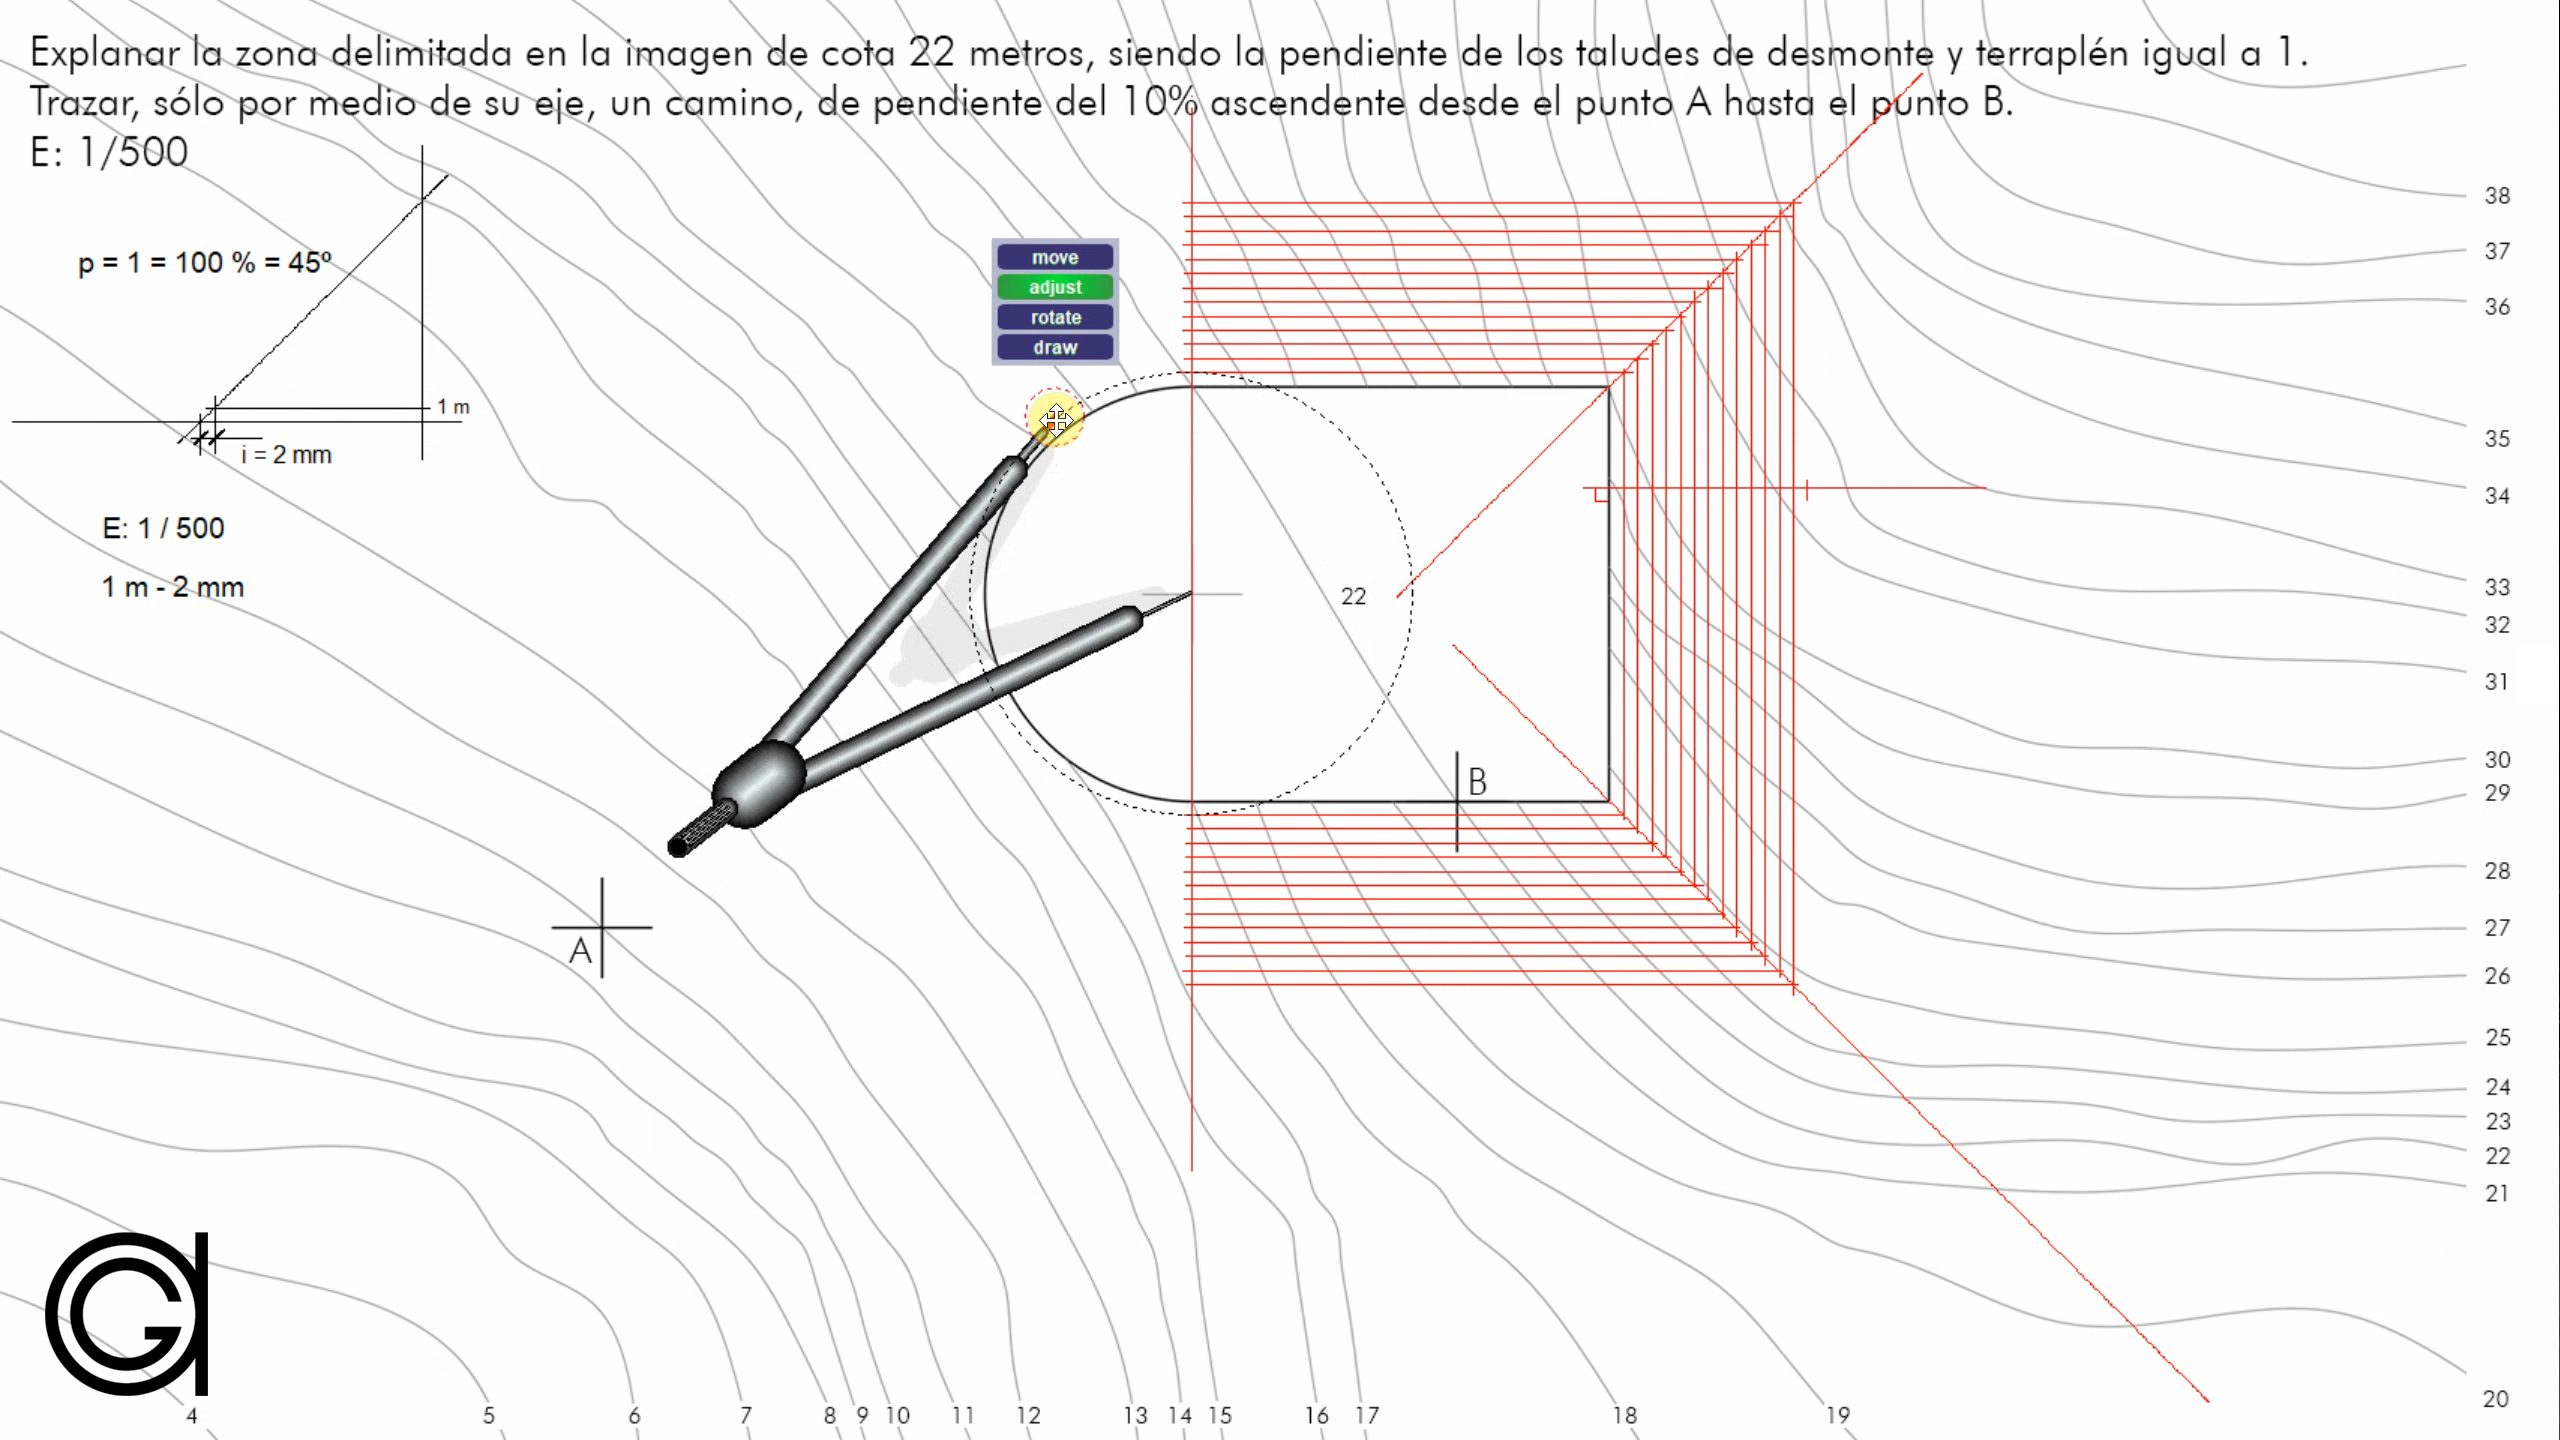 Explanar la zona delimitada en la imagen de cota 22 metros, siendo la pendiente de los taludes de desmonte y terraplén igual a 1.
Trazar, sólo por medio de su eje, un camino, de pendiente del 10% ascendente desde el punto A hasta el punto B.
E: 1/500
p = 1 = 100 % = 45º
1 m
i = 2 mm
E: 1 / 500
1 m - 2 mm
move
adjust
rotate
draw
22
B
A
38
37
36
35
34
33
32
31
30
29
28
27
26
25
24
23
22
21
20
4 5 6 7 8 9 10 11 12 13 14 15 16 17 18 19